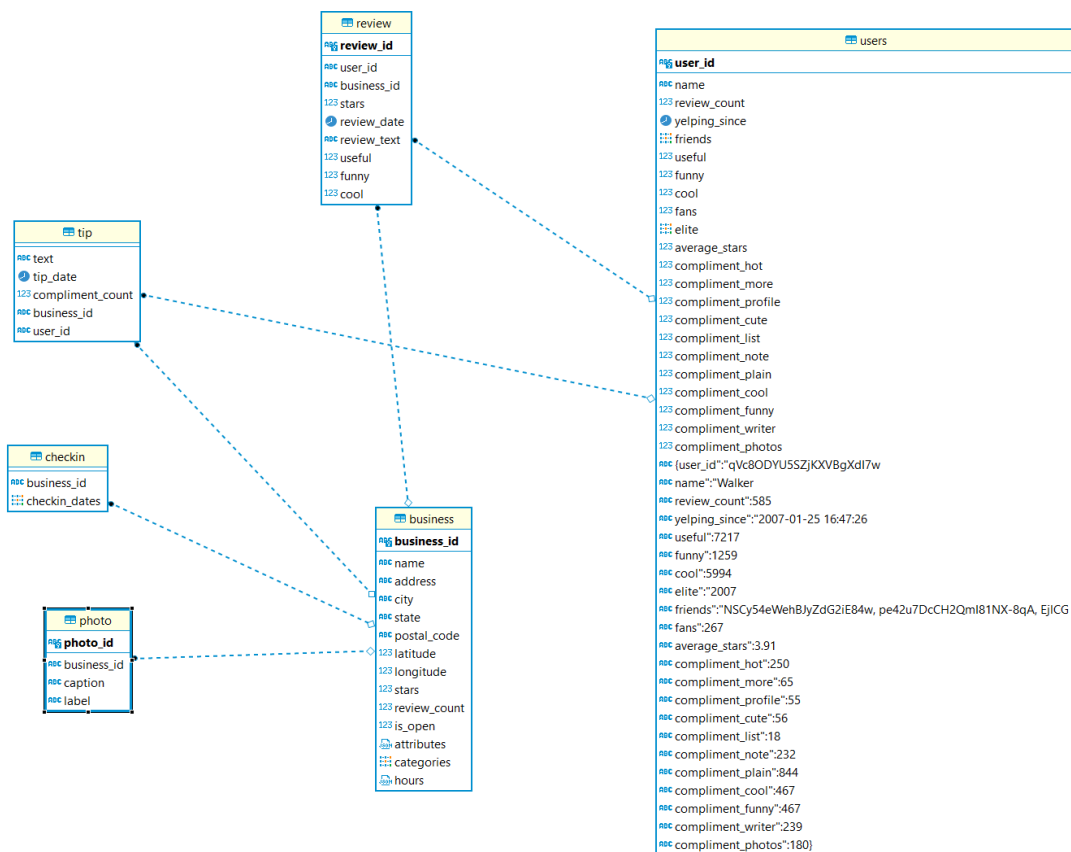 review
review_id
user_id
business_id
stars
review_date
review_text
useful
funny
cool
users
user_id
name
review_count
yelping_since
friends
useful
funny
cool
fans
elite
average_stars
compliment_hot
compliment_more
compliment_profile
compliment_cute
compliment_list
compliment_note
compliment_plain
compliment_cool
compliment_funny
compliment_writer
compliment_photos
{user_id":"qVc8ODYU5SZjKXVBgXdI7w
name":"Walker
review_count":585
yelping_since":"2007-01-25 16:47:26
useful":7217
funny":1259
cool":5994
elite":"2007
friends":"NSCy54eWehBJyZdG2iE84w, pe42u7DcCH2QmI81NX-8qA, EjICG
fans":267
average_stars":3.91
compliment_hot":250
compliment_more":65
compliment_profile":55
compliment_cute":56
compliment_list":18
compliment_note":232
compliment_plain":844
compliment_cool":467
compliment_funny":467
compliment_writer":239
compliment_photos":180}
tip
text
tip_date
compliment_count
business_id
user_id
checkin
business_id
checkin_dates
business
business_id
name
address
city
state
postal_code
latitude
longitude
stars
review_count
is_open
attributes
categories
hours
photo
photo_id
business_id
caption
label